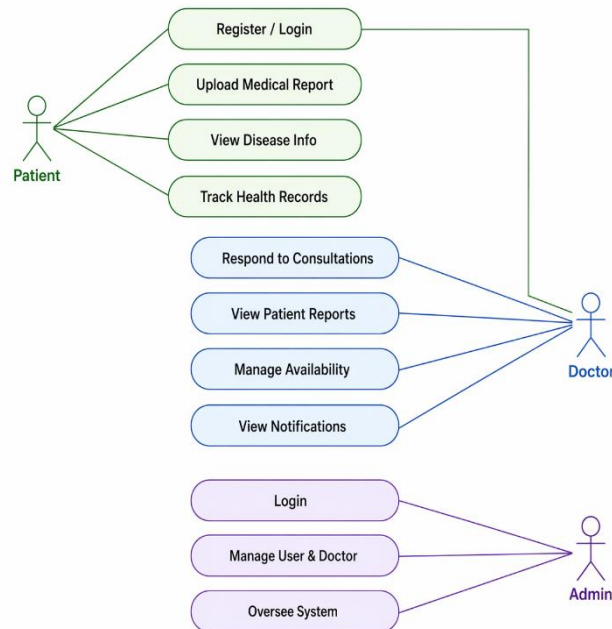 Register / Login
Upload Medical Report
View Disease Info
Patient
Track Health Records
Respond to Consultations
View Patient Reports
Manage Availability
Doctor
View Notifications
Login
Manage User & Doctor
Admin
Oversee System